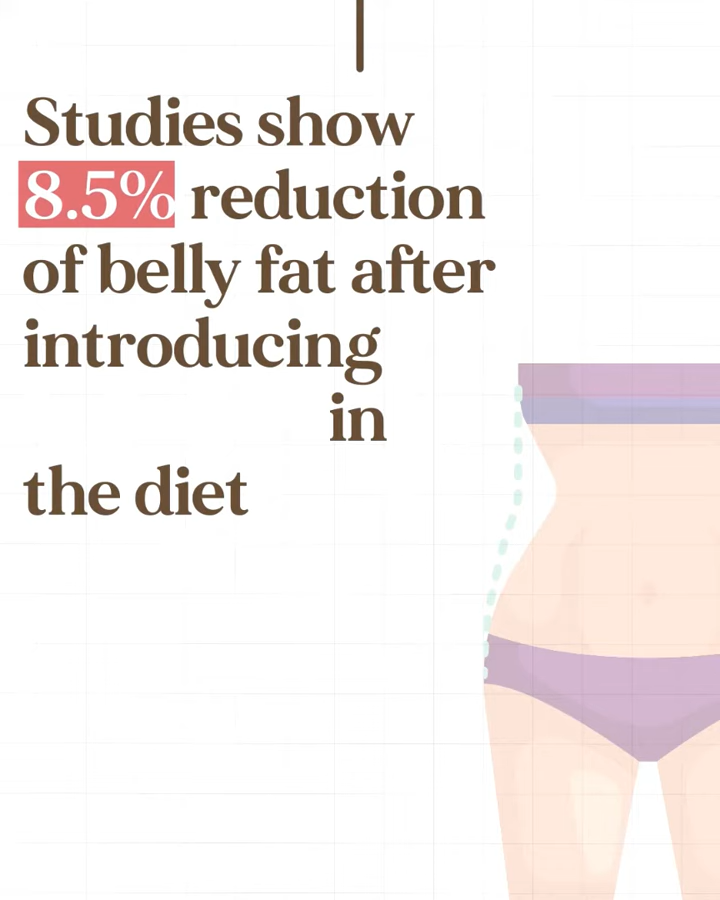 Studies show
8.5% reduction
of belly fat after
introducing
in
the diet